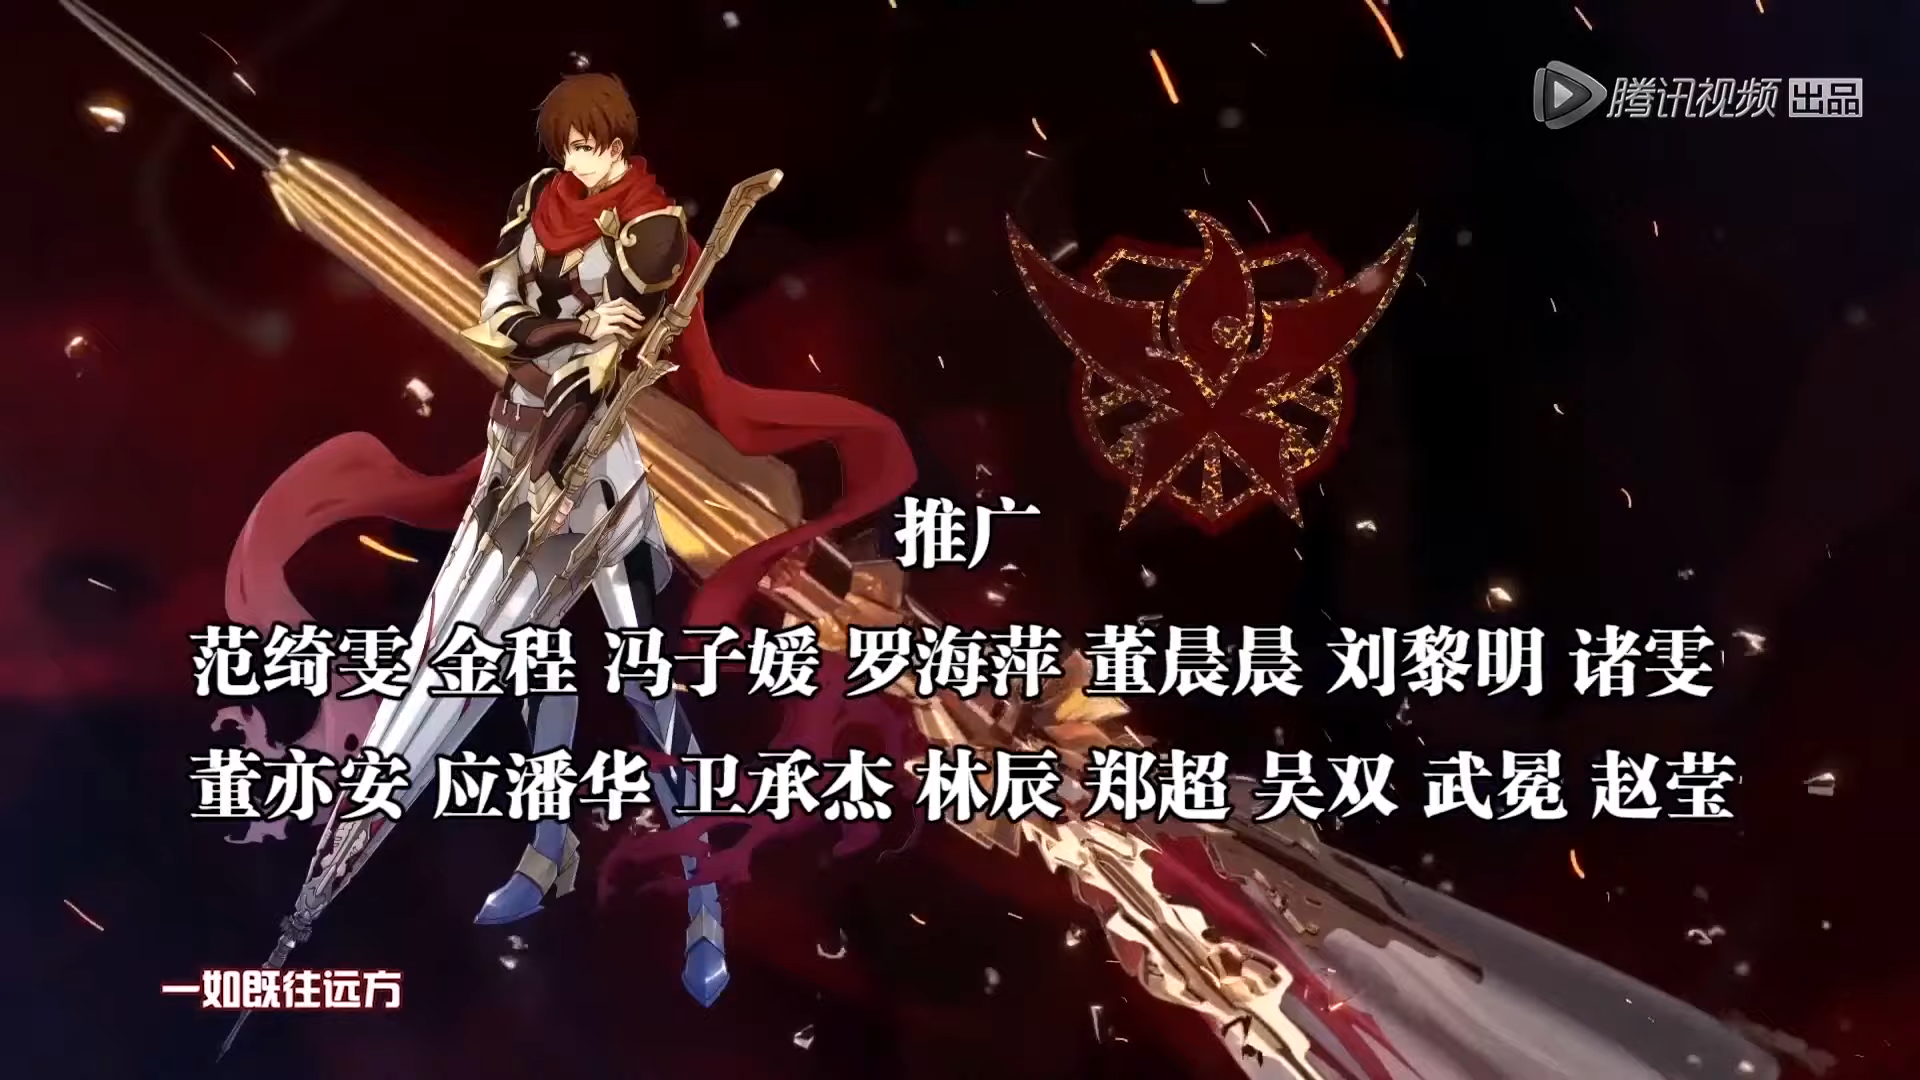 腾讯视频 出品
推广
范绮雯 金程 冯子媛 罗海萍 董晨晨 刘黎明 诸雯
董亦安 应潘华 卫承杰 林辰 郑超 吴双 武冕 赵莹
一如既往远方